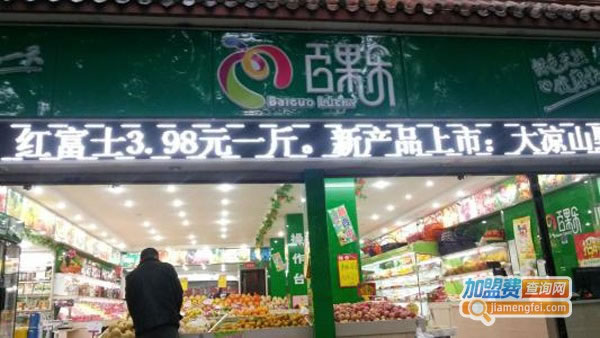 百果乐
Baiguo Lucky
红富士3.98元一斤。新产品上市：大凉山
操作台
百果乐
加盟费查询网
jiamengfei.com